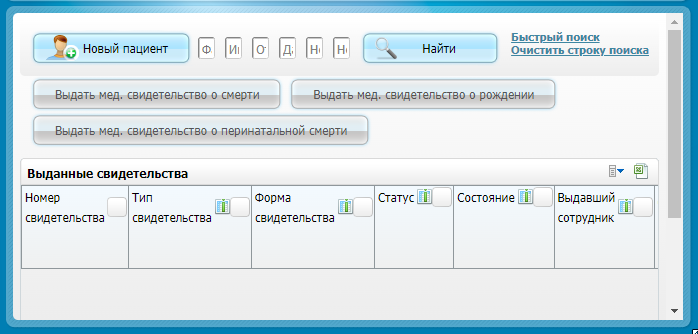 Новый пациент
Ф
Найти
Быстрый поиск
Очистить строку поиска
Выдать мед. свидетельство о смерти
Выдать мед. свидетельство о рождении
Выдать мед. свидетельство о перинатальной смерти
Выданные свидетельства
Номер
свидетельства
Тип
свидетельства
Форма
свидетельства
Статус
Состояние
Выдавший
сотрудник